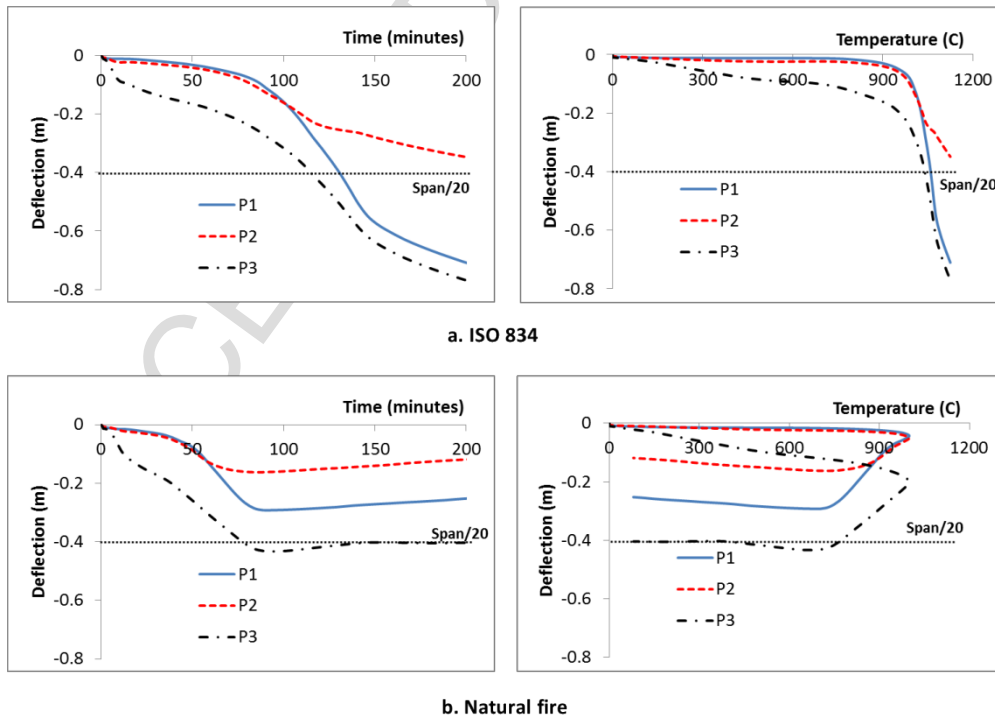 CE D
Time (minutes)
0 50 100 150 200
0
-0.2
-0.4
-0.6
-0.8
Deflection (m)
Span/20
P1
P2
P3
Temperature (C)
0 300 600 900 1200
0
-0.2
-0.4
-0.6
-0.8
Deflection (m)
Span/20
P1
P2
P3
a. ISO 834
Time (minutes)
0 50 100 150 200
0
-0.2
-0.4
-0.6
-0.8
Deflection (m)
Span/20
P1
P2
P3
Temperature (C)
0 300 600 900 1200
0
-0.2
-0.4
-0.6
-0.8
Deflection (m)
Span/20
P1
P2
P3
b. Natural fire